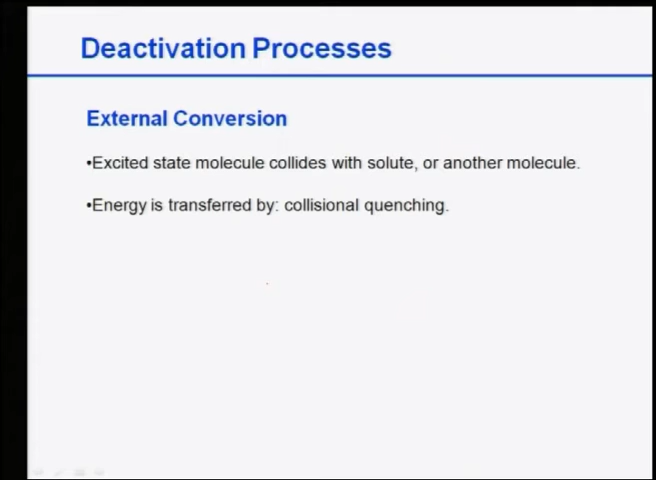 Deactivation Processes
External Conversion
•Excited state molecule collides with solute, or another molecule.
•Energy is transferred by: collisional quenching.